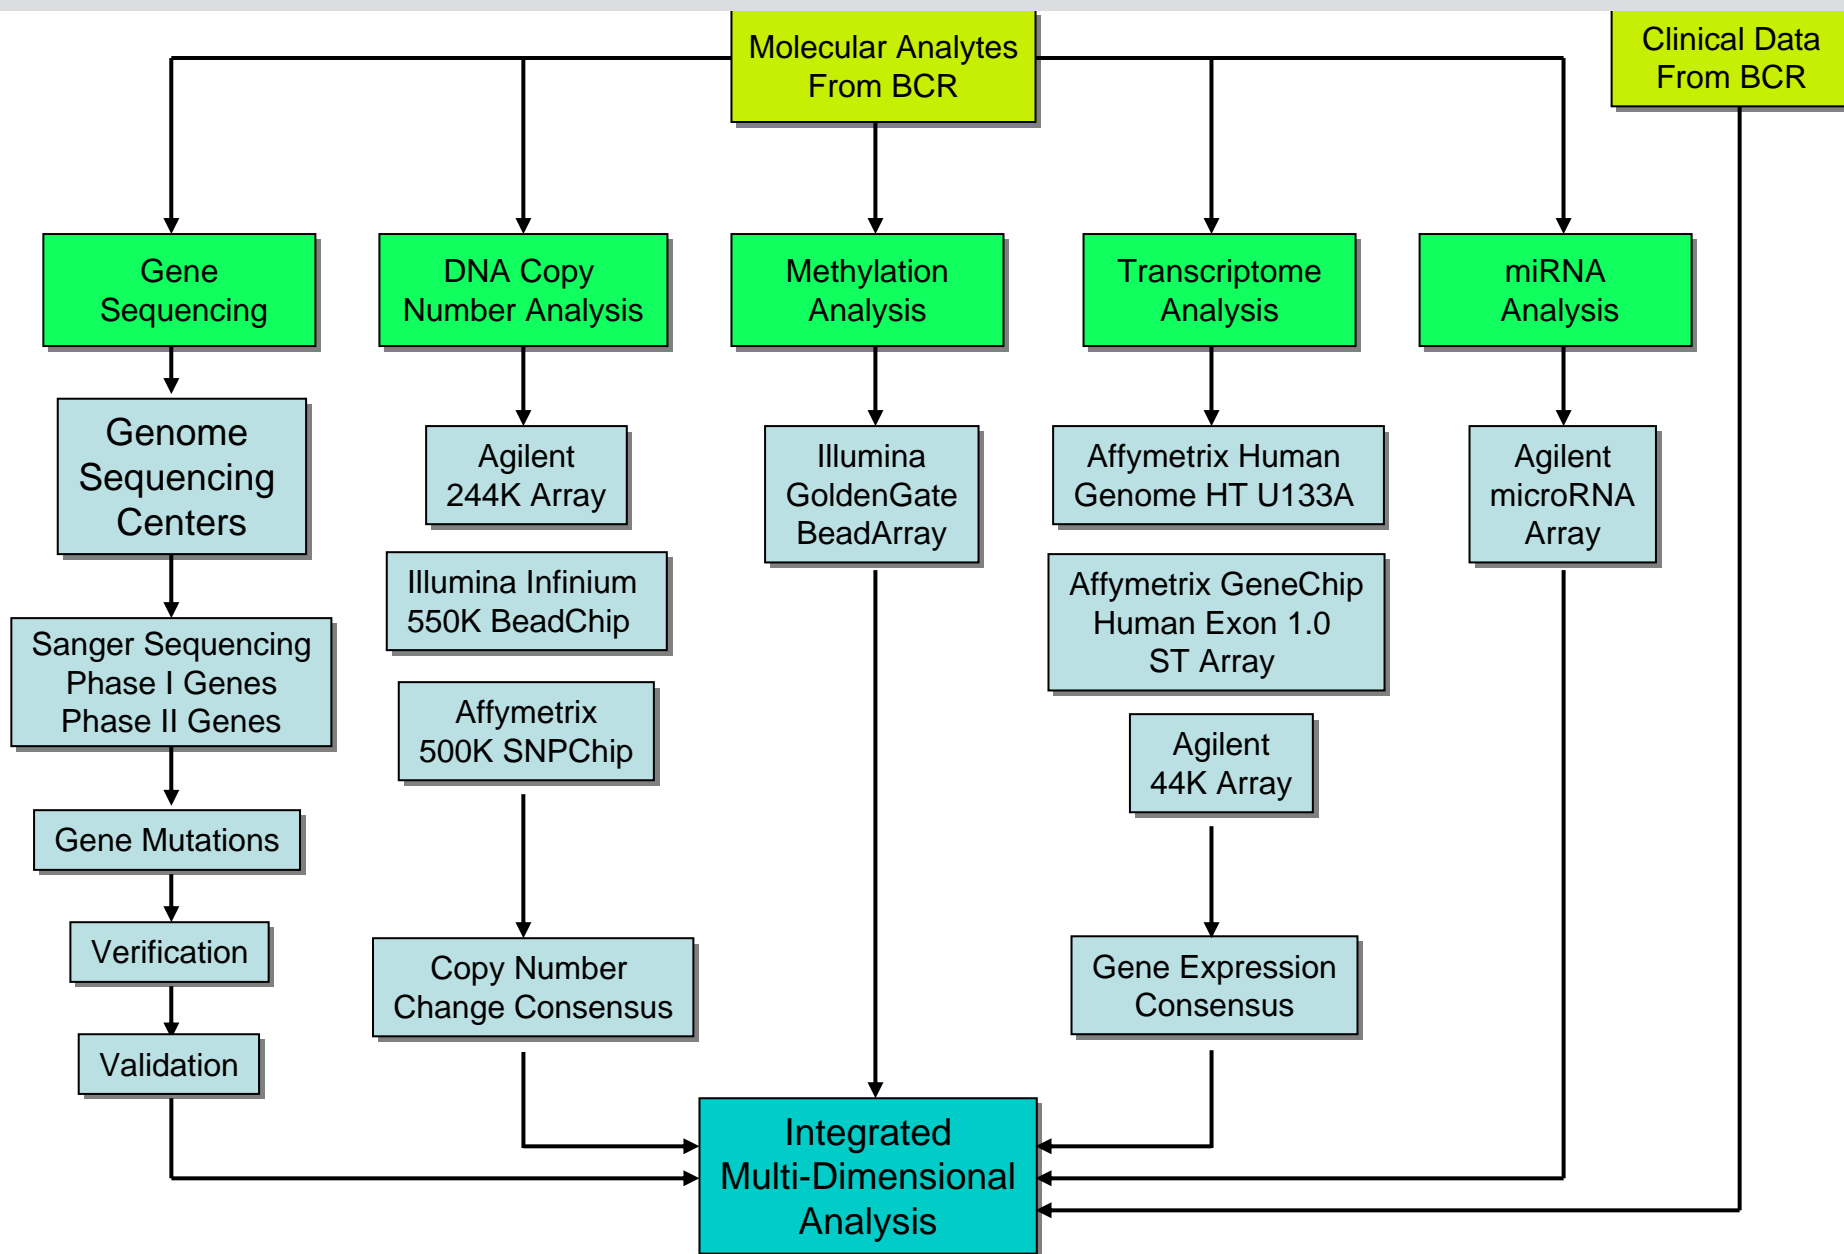 Molecular Analytes
From BCR
Clinical Data
From BCR
Gene
Sequencing
DNA Copy
Number Analysis
Methylation
Analysis
Transcriptome
Analysis
miRNA
Analysis
Genome
Sequencing
Centers
Sanger Sequencing
Phase I Genes
Phase II Genes
Gene Mutations
Verification
Validation
Agilent
244K Array
Illumina Infinium
550K BeadChip
Affymetrix
500K SNPChip
Copy Number
Change Consensus
Illumina
GoldenGate
BeadArray
Affymetrix Human
Genome HT U133A
Affymetrix GeneChip
Human Exon 1.0
ST Array
Agilent
44K Array
Gene Expression
Consensus
Agilent
microRNA
Array
Integrated
Multi-Dimensional
Analysis